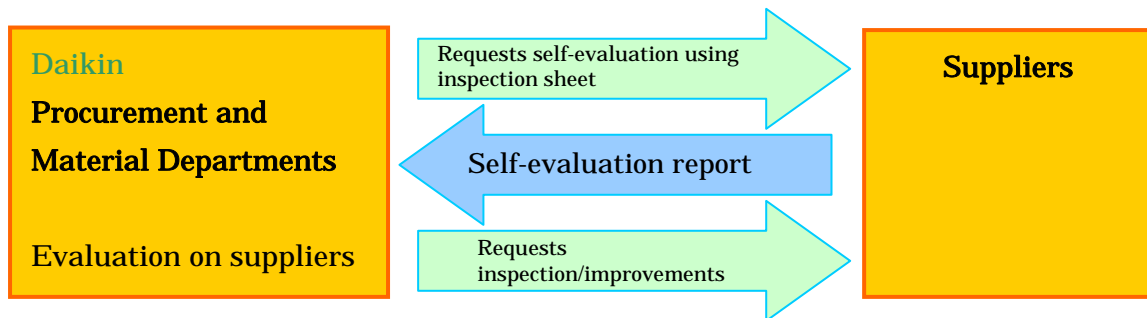 Daikin
Procurement and
Material Departments
Evaluation on suppliers
Requests self-evaluation using
inspection sheet
Self-evaluation report
Requests
inspection/improvements
Suppliers